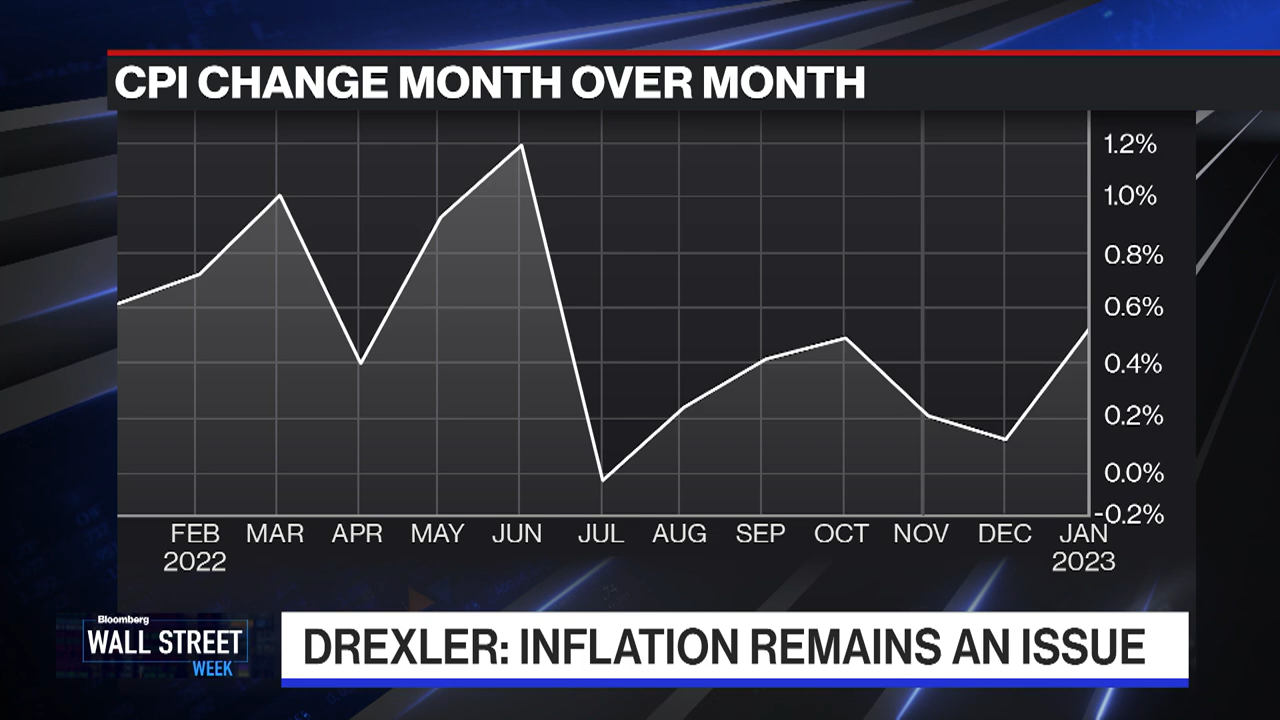 CPI CHANGE MONTH OVER MONTH
1.2%
1.0%
0.8%
0.6%
0.4%
0.2%
0.0%
-0.2%
FEB MAR APR MAY JUN JUL AUG SEP OCT NOV DEC JAN
2022 2023
Bloomberg
WALL STREET
WEEK
DREXLER: INFLATION REMAINS AN ISSUE